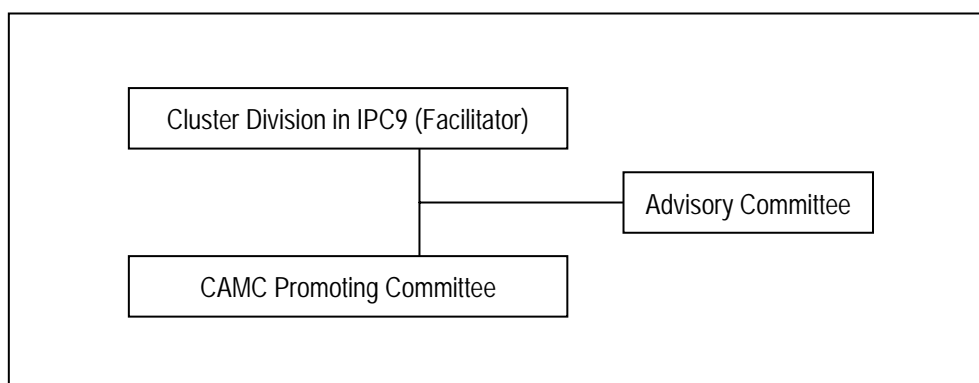 Cluster Division in IPC9 (Facilitator)
Advisory Committee
CAMC Promoting Committee